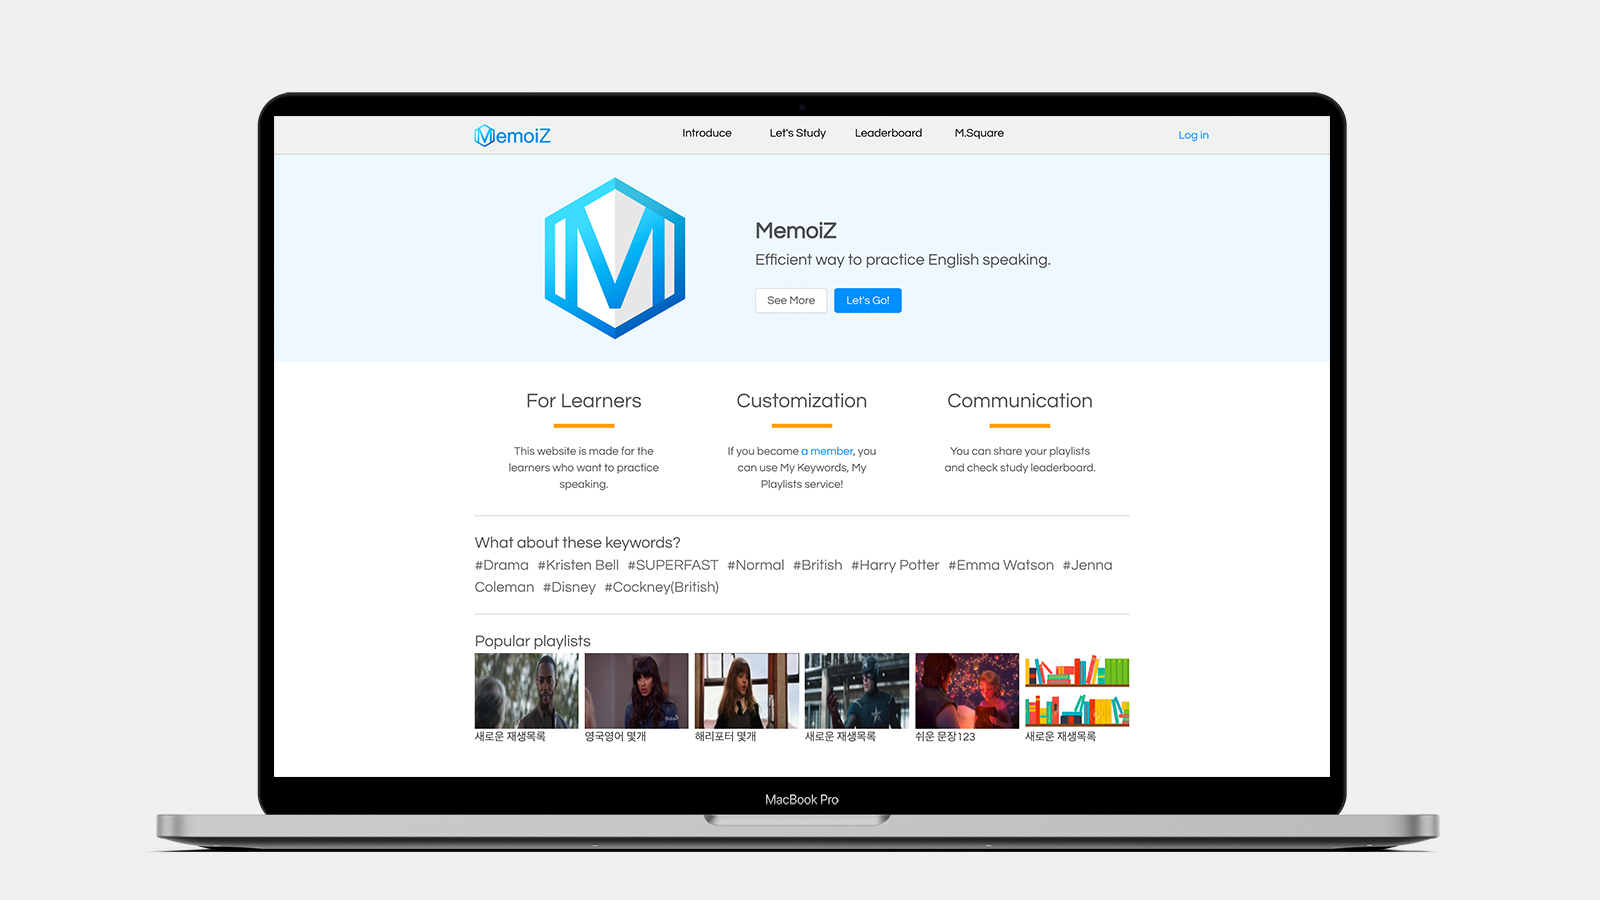 MemoiZ
Introduce
Let's Study
Leaderboard
M.Square
Log in
M
MemoiZ
Efficient way to practice English speaking.
See More
Let's Go!
For Learners
This website is made for the
learners who want to practice
speaking.
Customization
If you become a member, you
can use My Keywords, My
Playlists service!
Communication
You can share your playlists
and check study leaderboard.
What about these keywords?
#Drama #Kristen Bell #SUPERFAST #Normal #British #Harry Potter #Emma Watson #Jenna
Coleman #Disney #Cockney(British)
Popular playlists
새로운 재생목록
영국영어 몇개
해리포터 몇개
새로운 재생목록
쉬운 문장123
새로운 재생목록
MacBook Pro